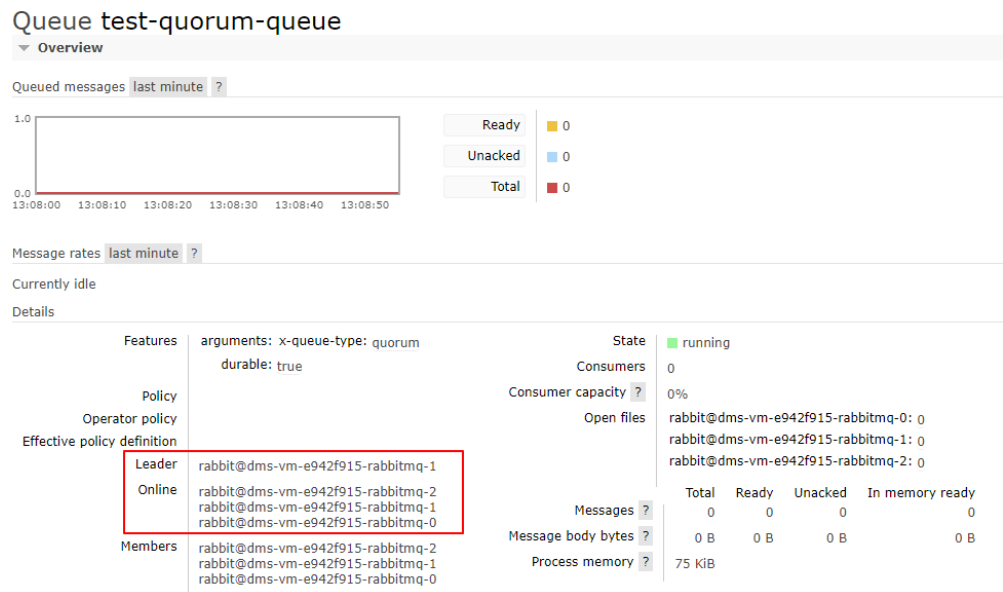 Queue test-quorum-queue
Overview
Queued messages last minute ?
1.0
0.0
13:08:00 13:08:10 13:08:20 13:08:30 13:08:40 13:08:50
Ready 0
Unacked 0
Total 0
Message rates last minute ?
Currently idle
Details
Features arguments: x-queue-type: quorum
durable: true
Policy
Operator policy
Effective policy definition
Leader rabbit@dms-vm-e942f915-rabbitmq-1
Online rabbit@dms-vm-e942f915-rabbitmq-2
rabbit@dms-vm-e942f915-rabbitmq-1
rabbit@dms-vm-e942f915-rabbitmq-0
Members rabbit@dms-vm-e942f915-rabbitmq-2
rabbit@dms-vm-e942f915-rabbitmq-1
rabbit@dms-vm-e942f915-rabbitmq-0
State running
Consumers 0
Consumer capacity ? 0%
Open files rabbit@dms-vm-e942f915-rabbitmq-0: 0
rabbit@dms-vm-e942f915-rabbitmq-1: 0
rabbit@dms-vm-e942f915-rabbitmq-2: 0
Total Ready Unacked In memory ready
Messages ? 0 0 0 0
Message body bytes ? 0 B 0 B 0 B 0 B
Process memory ? 75 KiB